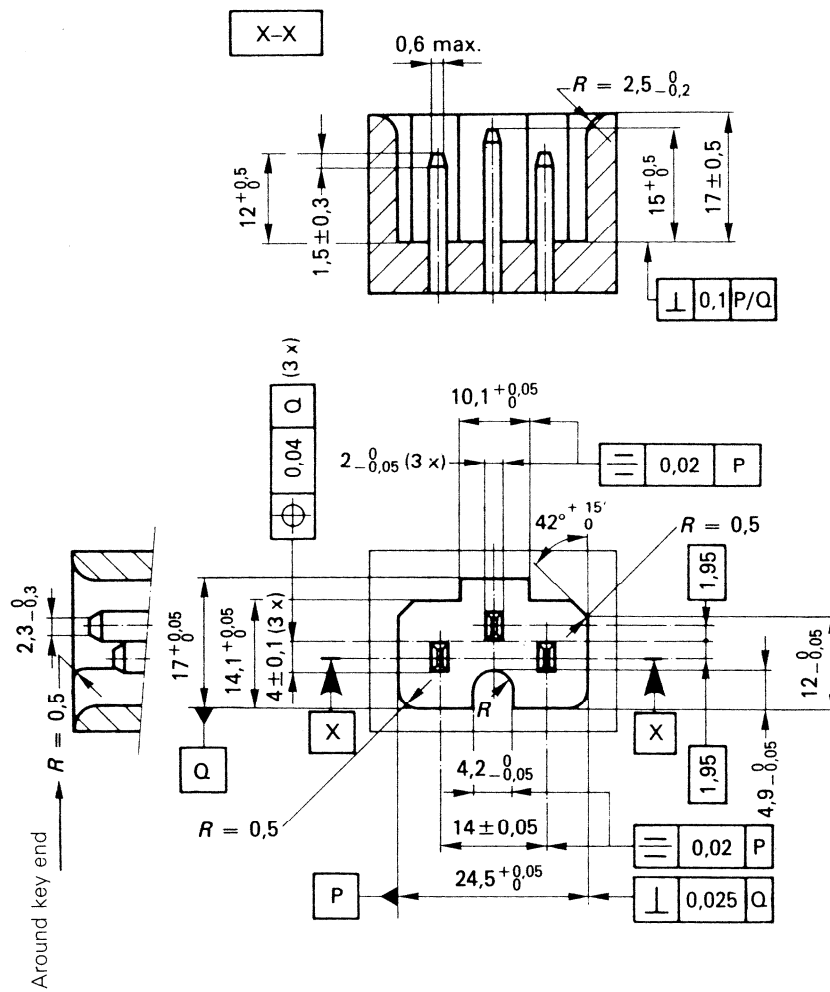 X–X
0,6 max.
R = 2,5 0 −0,2
12 +0,5 0
1,5 ± 0,3
15 +0,5 0
17 ± 0,5
⊥ 0,1 P/Q
⌖ 0,04 Q (3 x)
10,1 +0,05 0
2 0 −0,05 (3 x)
⌯ 0,02 P
42° + 15' 0
R = 0,5
1,95
2,3 0 −0,3
17 +0,05 0
14,1 +0,05 0
4 ± 0,1 (3 x)
12 0 −0,05
R = 0,5
X
R
X
Q
4,2 0 −0,05
1,95
4,9 0 −0,05
R = 0,5
14 ± 0,05
⌯ 0,02 P
P
24,5 +0,05 0
⊥ 0,025 Q
Around key end